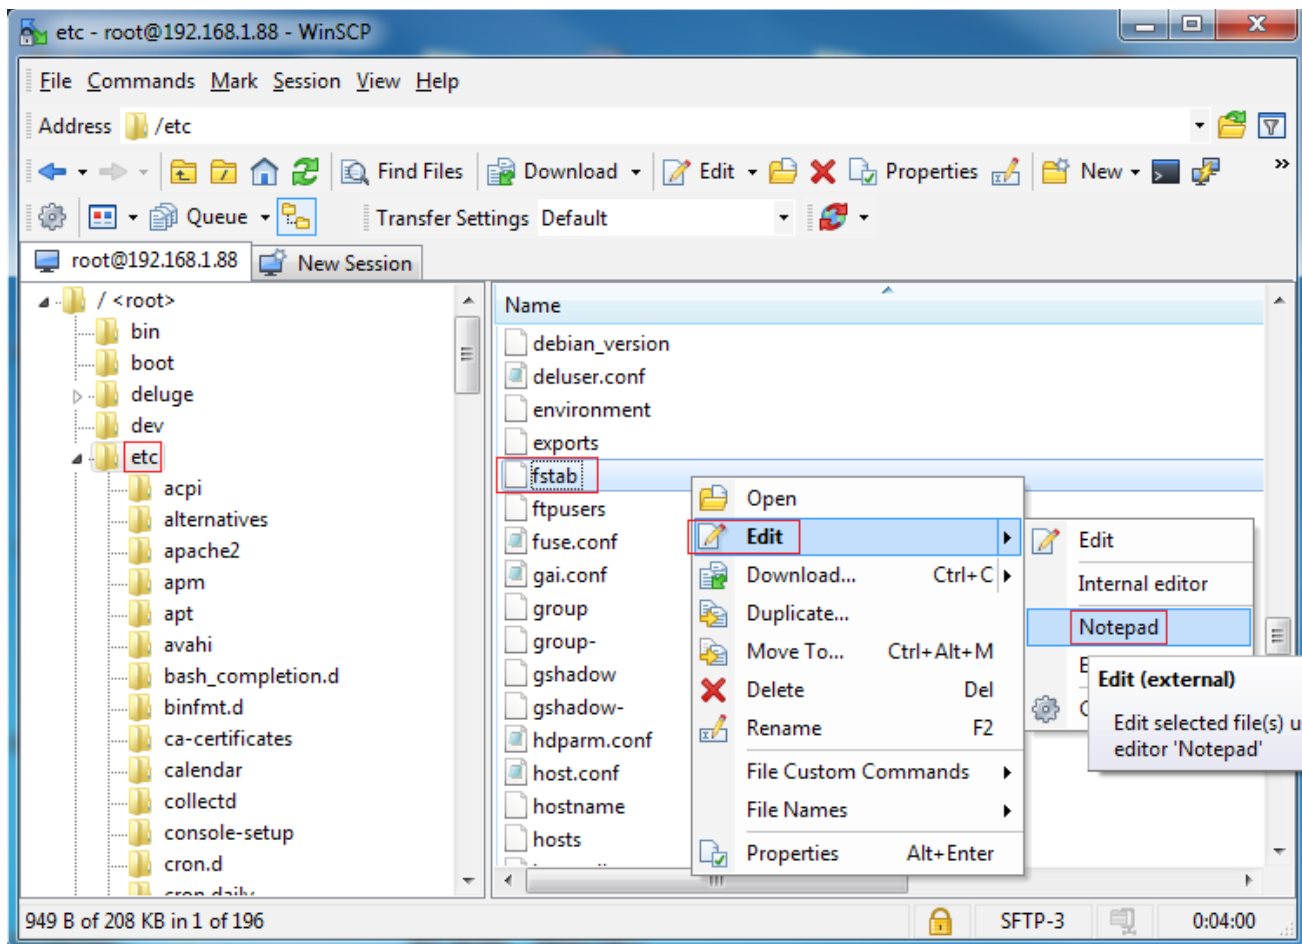 etc - root@192.168.1.88 - WinSCP
File Commands Mark Session View Help
Address /etc
Find Files Download Edit Properties New »
Queue Transfer Settings Default
root@192.168.1.88 New Session
/ <root>
bin
boot
deluge
dev
etc
acpi
alternatives
apache2
apm
apt
avahi
bash_completion.d
binfmt.d
ca-certificates
calendar
collectd
console-setup
cron.d
cron.daily
Name
debian_version
deluser.conf
environment
exports
fstab
ftpusers
fuse.conf
gai.conf
group
group-
gshadow
gshadow-
hdparm.conf
host.conf
hostname
hosts
Open
Edit
Download... Ctrl+C
Duplicate...
Move To... Ctrl+Alt+M
Delete Del
Rename F2
File Custom Commands
File Names
Properties Alt+Enter
Edit
Internal editor
Notepad
Edit (external)
Edit selected file(s) u
editor 'Notepad'
949 B of 208 KB in 1 of 196 SFTP-3 0:04:00